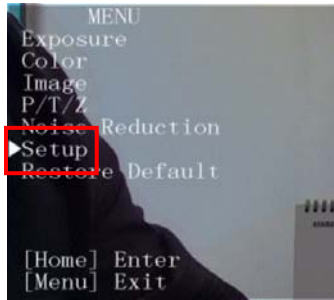 MENU
Exposure
Color
Image
P/T/Z
Noise Reduction
Setup
Restore Default
[Home] Enter
[Menu] Exit